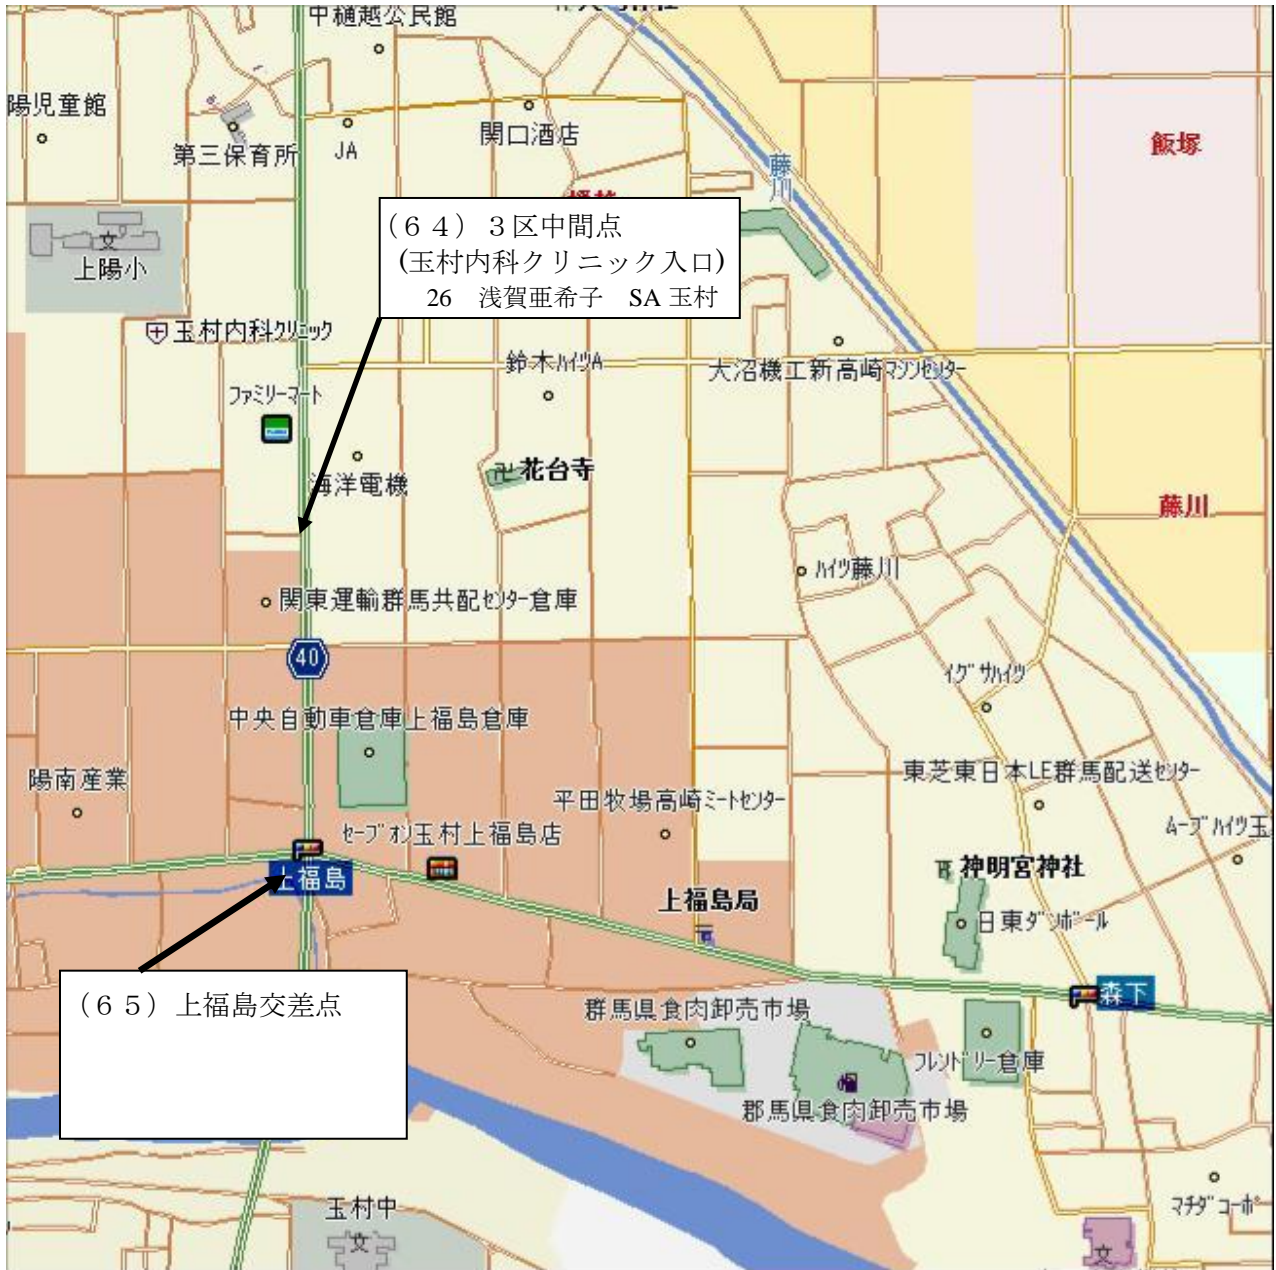 中樋越公民館
陽児童館
関口酒店
第三保育所
JA
藤川
飯塚
(６４) ３区中間点
(玉村内科クリニック入口)
26 浅賀亜希子 SA 玉村
文
上陽小
玉村内科ｸﾘﾆｯｸ
鈴木ﾊｲﾂA
大沼機工新高崎ﾏｼﾝｾﾝﾀｰ
ﾌｧﾐﾘｰﾏｰﾄ
海洋電機
卍花台寺
藤川
ﾊｲﾂ藤川
関東運輸群馬共配ｾﾝﾀｰ倉庫
40
ｲｸﾞｻﾊｲﾂ
中央自動車倉庫上福島倉庫
陽南産業
東芝東日本LE群馬配送ｾﾝﾀｰ
平田牧場高崎ﾐｰﾄｾﾝﾀｰ
ｾｰﾌﾞｵﾝ玉村上福島店
ﾑｰﾌﾞﾊｲﾂ玉
神明宮神社
上福島
上福島局
日東ﾀﾞﾝﾎﾞｰﾙ
(６５) 上福島交差点
森下
群馬県食肉卸売市場
ﾌﾚﾝﾄﾞﾘｰ倉庫
群馬県食肉卸売市場
玉村中
文
ﾏﾁﾀﾞｺｰﾎﾟ
文